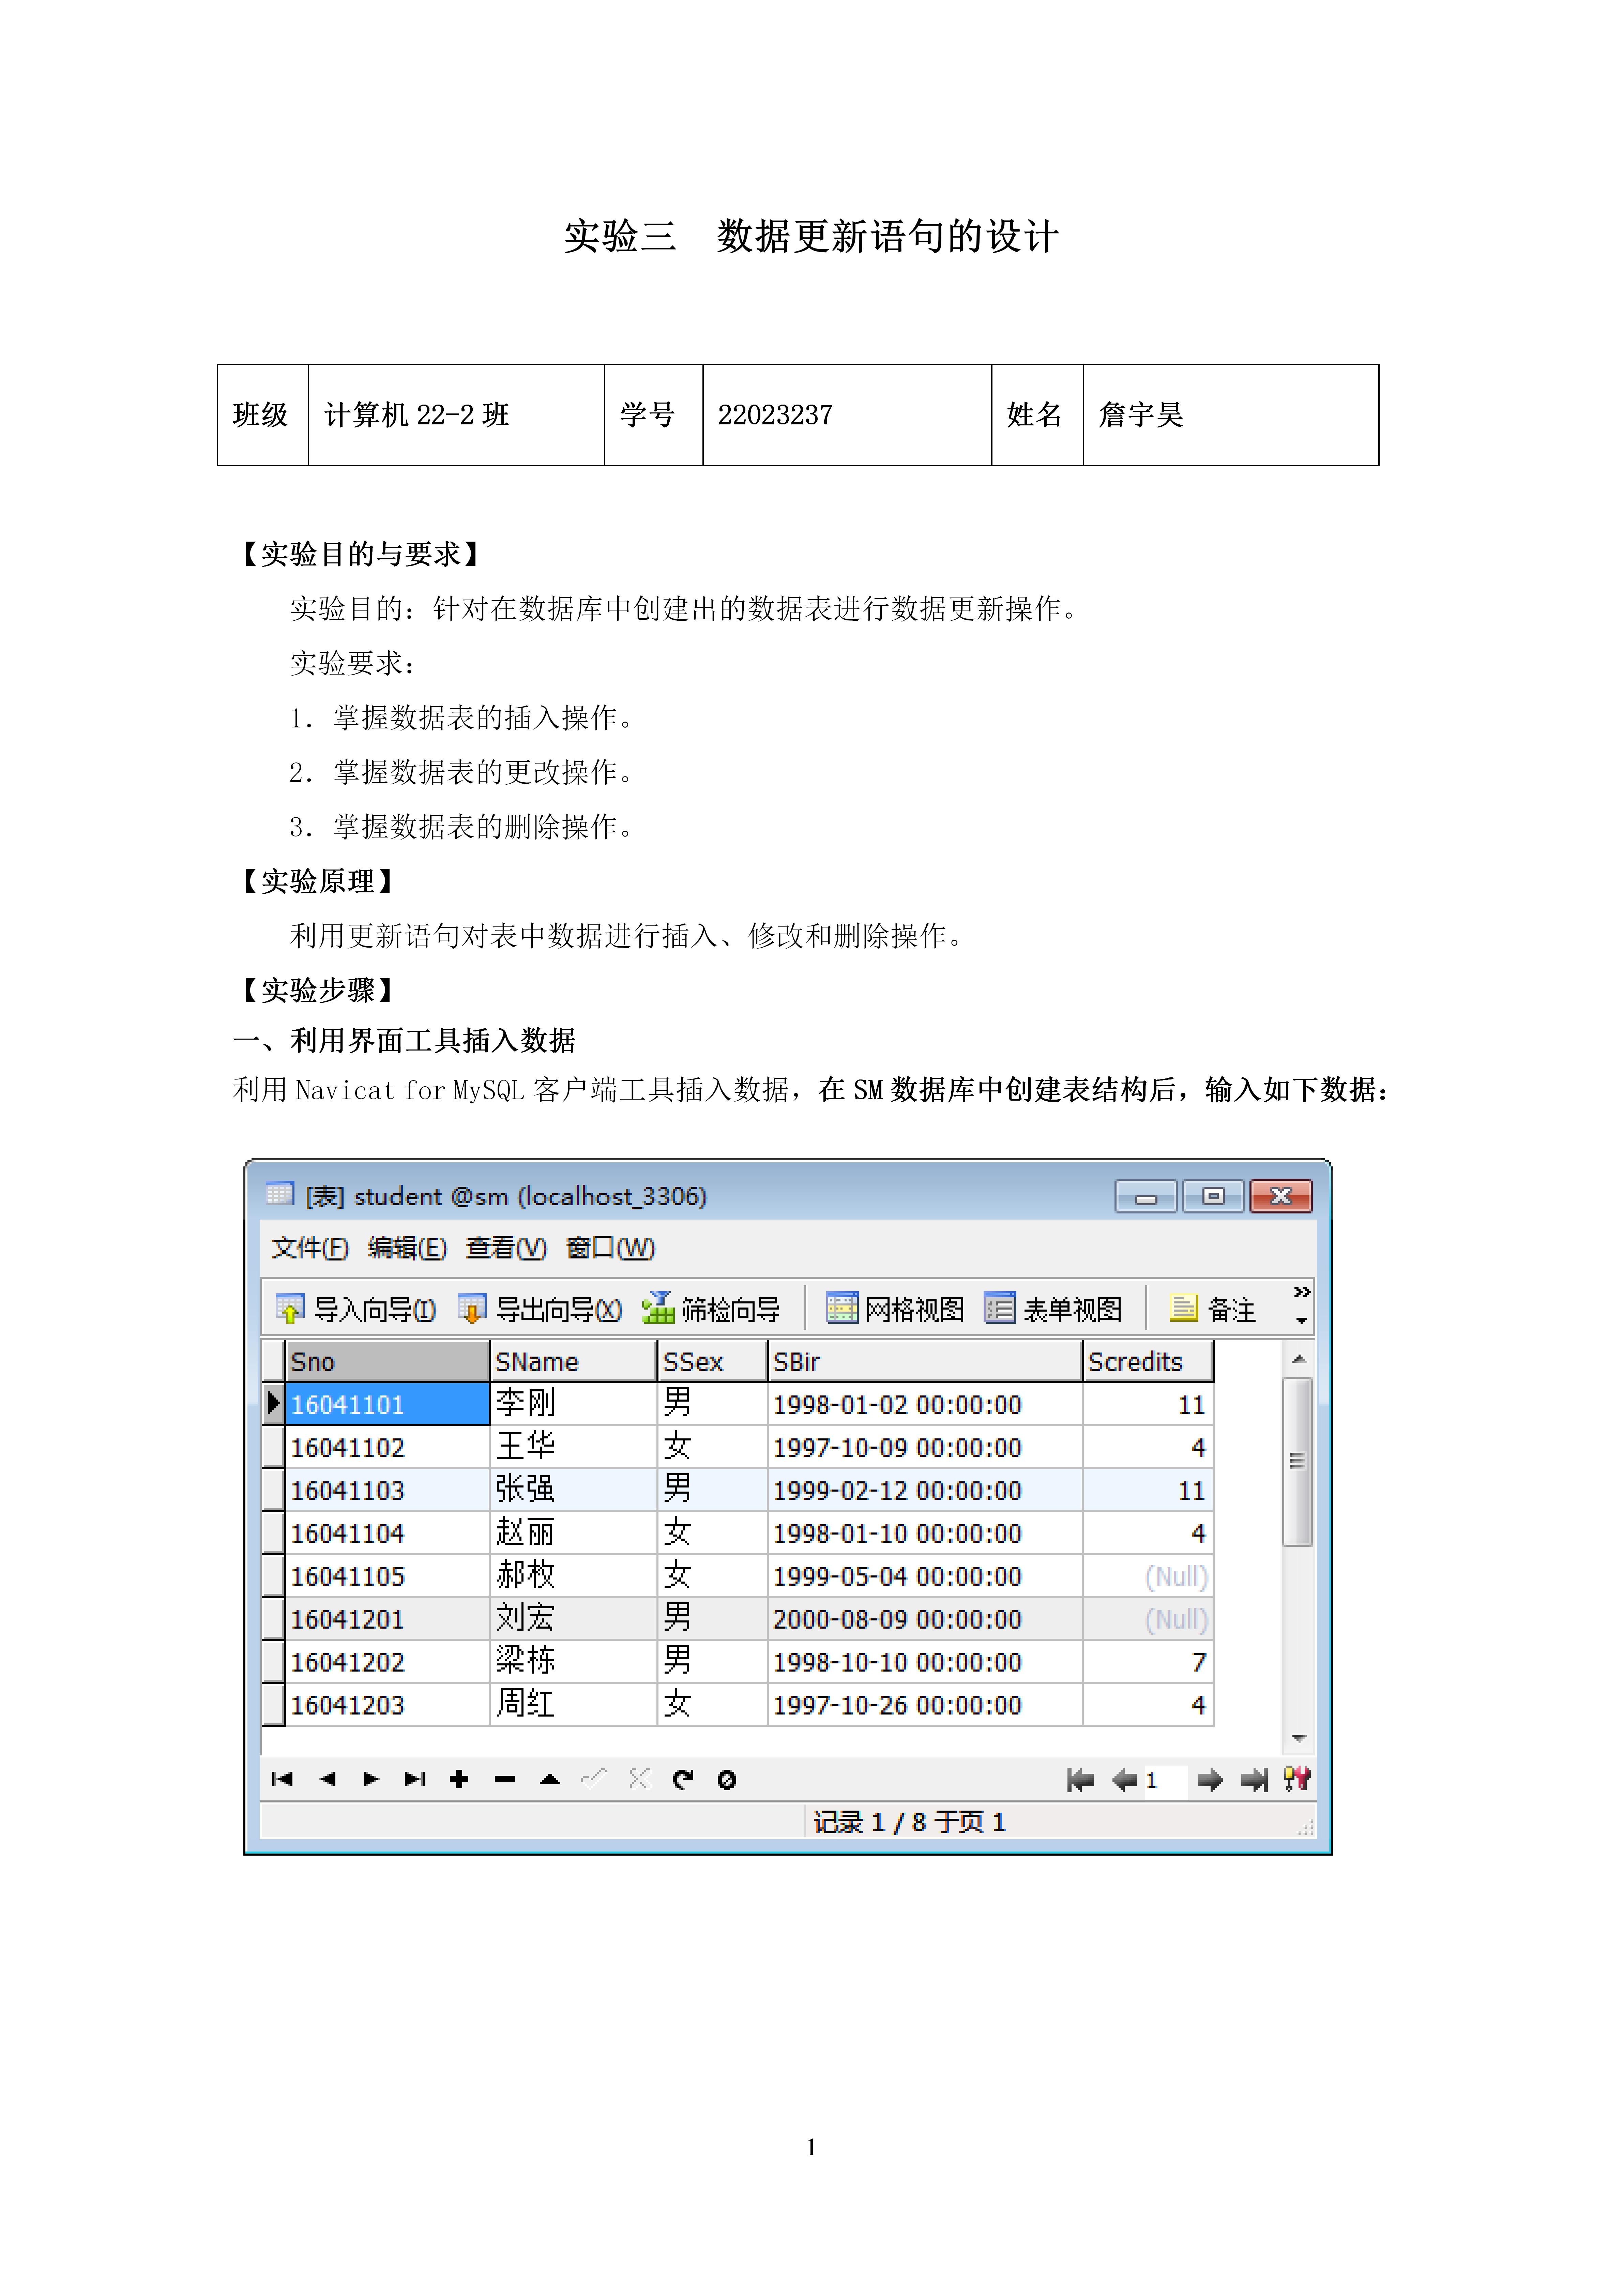 实验三 数据更新语句的设计
班级 计算机 22-2 班 学号 22023237 姓名 詹宇昊
【实验目的与要求】
实验目的：针对在数据库中创建出的数据表进行数据更新操作。
实验要求：
1．掌握数据表的插入操作。
2．掌握数据表的更改操作。
3．掌握数据表的删除操作。
【实验原理】
利用更新语句对表中数据进行插入、修改和删除操作。
【实验步骤】
一、利用界面工具插入数据
利用 Navicat for MySQL 客户端工具插入数据，在 SM 数据库中创建表结构后，输入如下数据：
[表] student @sm (localhost_3306)
文件(F) 编辑(E) 查看(V) 窗口(W)
导入向导(I) 导出向导(X) 筛检向导 网格视图 表单视图 备注
Sno SName SSex SBir Scredits
16041101 李刚 男 1998-01-02 00:00:00 11
16041102 王华 女 1997-10-09 00:00:00 4
16041103 张强 男 1999-02-12 00:00:00 11
16041104 赵丽 女 1998-01-10 00:00:00 4
16041105 郝枚 女 1999-05-04 00:00:00 (Null)
16041201 刘宏 男 2000-08-09 00:00:00 (Null)
16041202 梁栋 男 1998-10-10 00:00:00 7
16041203 周红 女 1997-10-26 00:00:00 4
1
记录 1 / 8 于页 1
1